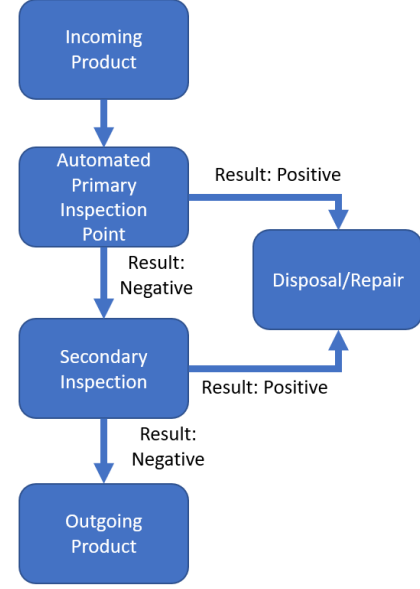 Incoming
Product
Automated
Primary
Inspection
Point
Result: Positive
Result:
Negative
Disposal/Repair
Secondary
Inspection
Result: Positive
Result:
Negative
Outgoing
Product